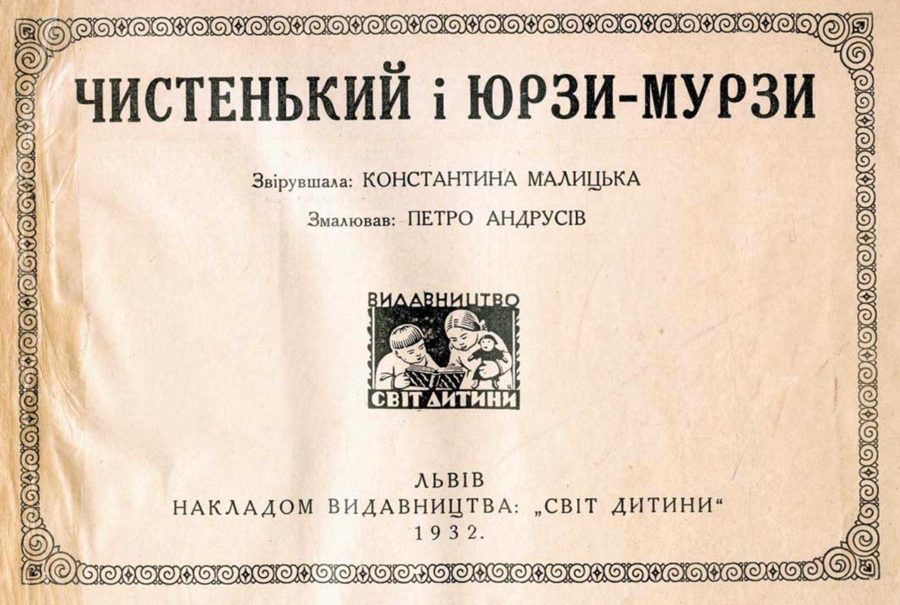 ЧИСТЕНЬКИЙ і ЮРЗИ-МУРЗИ
Звірувшала: КОНСТАНТИНА МАЛИЦЬКА
Змалював: ПЕТРО АНДРУСІВ
ВИДАВНИЦТВО
СВІТ ДИТИНИ
ЛЬВІВ
НАКЛАДОМ ВИДАВНИЦТВА: „СВІТ ДИТИНИ“
1932.